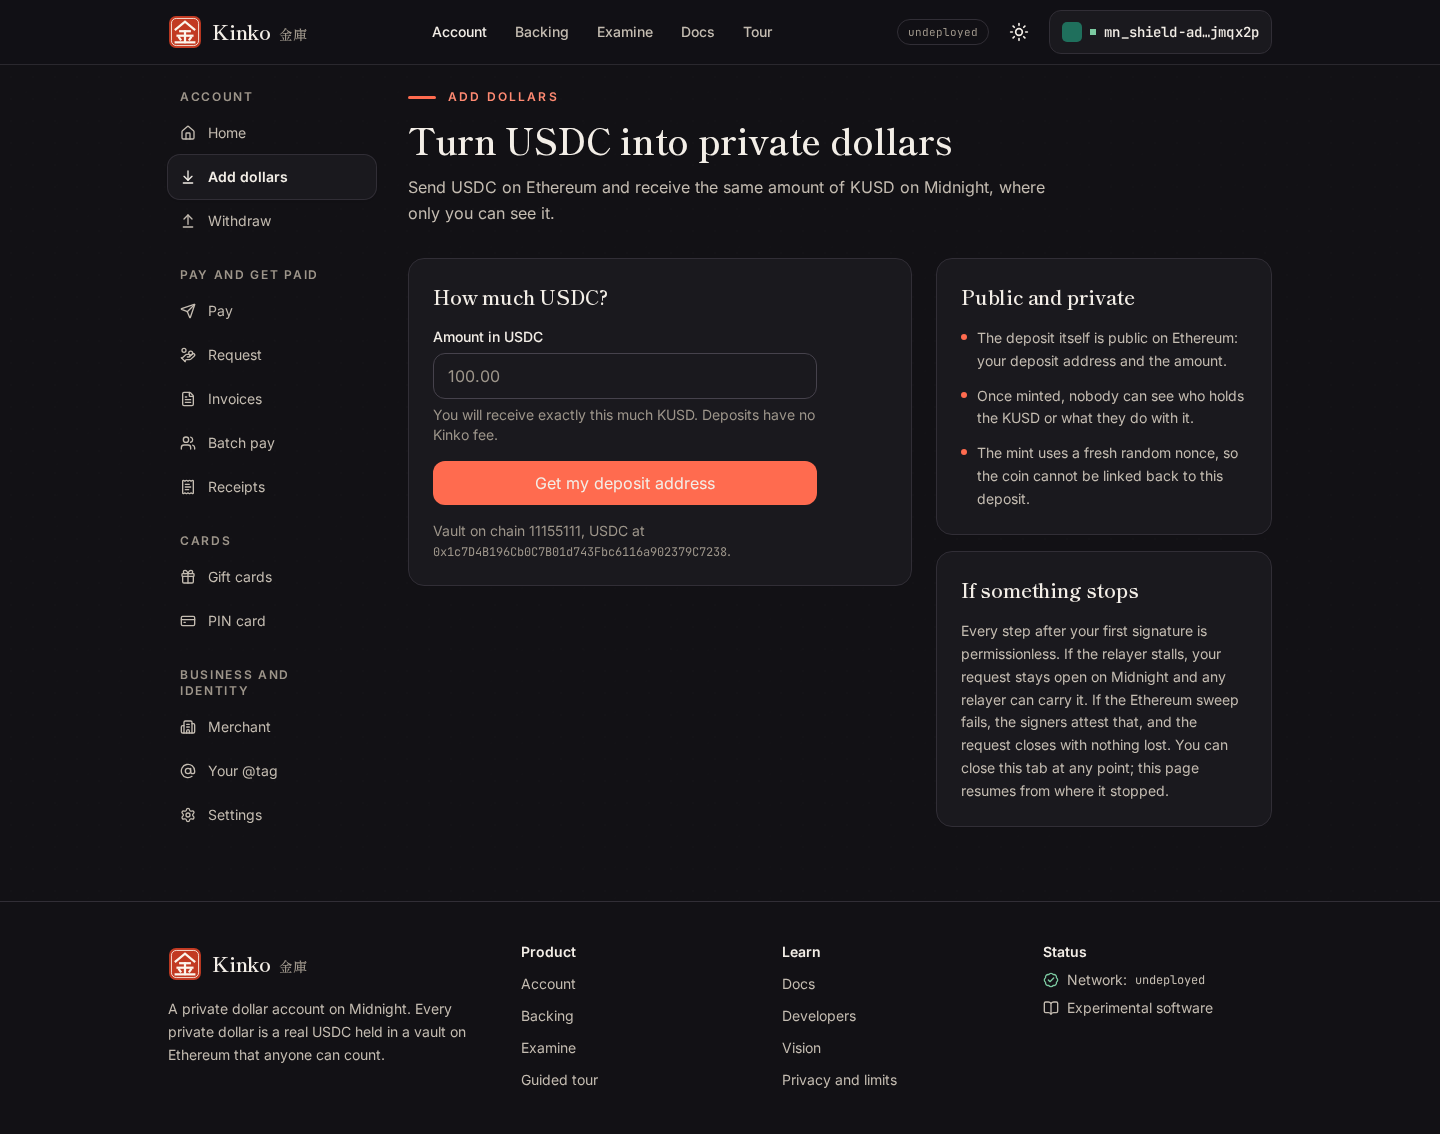 金 Kinko 金庫
Account Backing Examine Docs Tour
undeployed
mn_shield-ad…jmqx2p
ACCOUNT
Home
Add dollars
Withdraw
PAY AND GET PAID
Pay
Request
Invoices
Batch pay
Receipts
CARDS
Gift cards
PIN card
BUSINESS AND
IDENTITY
Merchant
Your @tag
Settings
ADD DOLLARS
Turn USDC into private dollars
Send USDC on Ethereum and receive the same amount of KUSD on Midnight, where
only you can see it.
How much USDC?
Amount in USDC
100.00
You will receive exactly this much KUSD. Deposits have no
Kinko fee.
Get my deposit address
Vault on chain 11155111, USDC at
0x1c7D4B196Cb0C7B01d743Fbc6116a902379C7238.
Public and private
The deposit itself is public on Ethereum:
your deposit address and the amount.
Once minted, nobody can see who holds
the KUSD or what they do with it.
The mint uses a fresh random nonce, so
the coin cannot be linked back to this
deposit.
If something stops
Every step after your first signature is
permissionless. If the relayer stalls, your
request stays open on Midnight and any
relayer can carry it. If the Ethereum sweep
fails, the signers attest that, and the
request closes with nothing lost. You can
close this tab at any point; this page
resumes from where it stopped.
金 Kinko 金庫
A private dollar account on Midnight. Every
private dollar is a real USDC held in a vault on
Ethereum that anyone can count.
Product
Account
Backing
Examine
Guided tour
Learn
Docs
Developers
Vision
Privacy and limits
Status
Network: undeployed
Experimental software